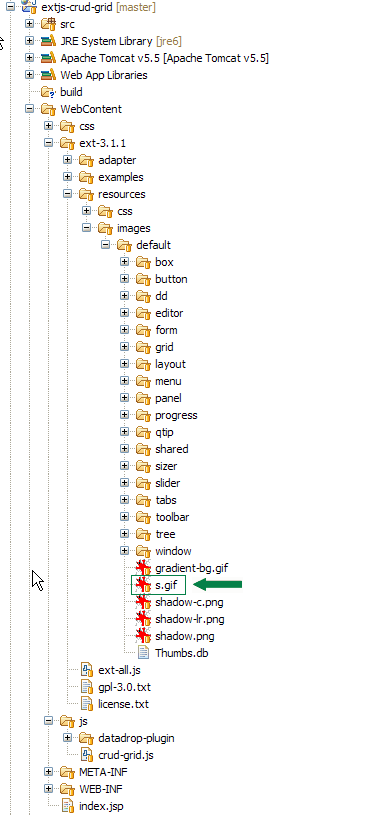 extjs-crud-grid [master]
src
JRE System Library [jre6]
Apache Tomcat v5.5 [Apache Tomcat v5.5]
Web App Libraries
build
WebContent
css
ext-3.1.1
adapter
examples
resources
css
images
default
box
button
dd
editor
form
grid
layout
menu
panel
progress
qtip
shared
sizer
slider
tabs
toolbar
tree
window
gradient-bg.gif
s.gif
shadow-c.png
shadow-lr.png
shadow.png
Thumbs.db
ext-all.js
gpl-3.0.txt
license.txt
js
datadrop-plugin
crud-grid.js
META-INF
WEB-INF
index.jsp